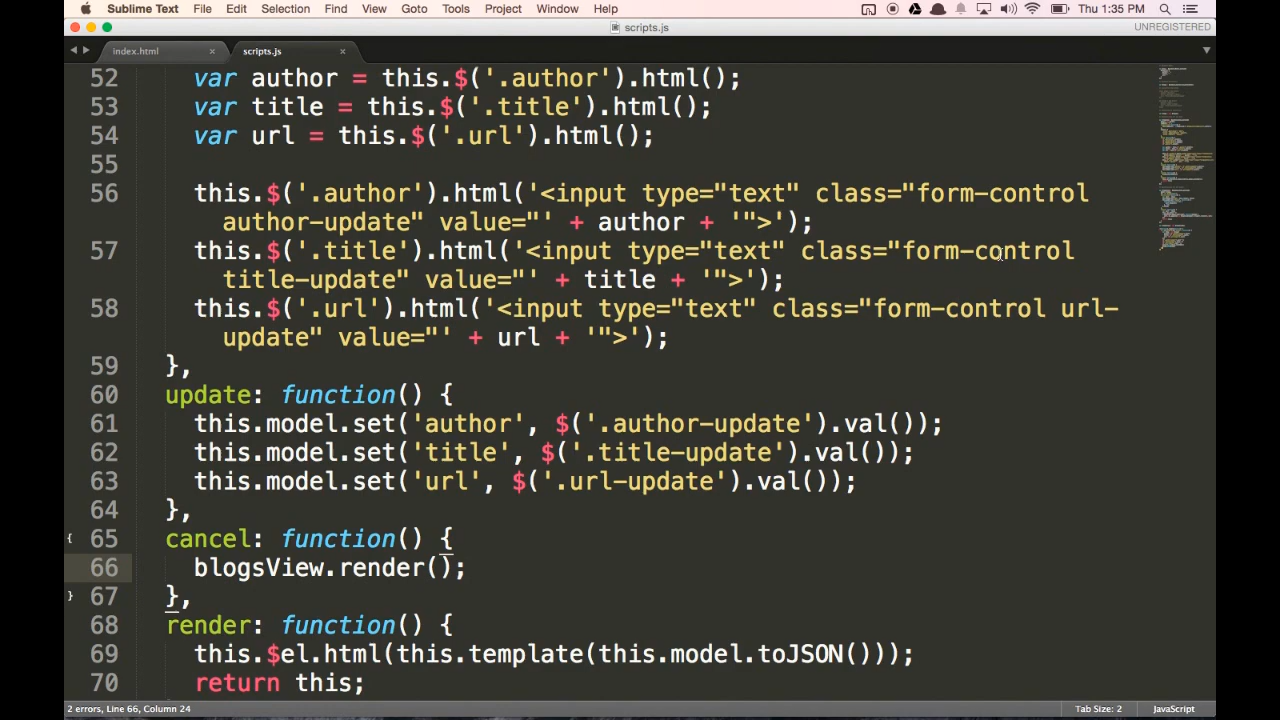 Sublime Text File Edit Selection Find View Goto Tools Project Window Help Thu 1:35 PM
scripts.js UNREGISTERED
index.html × scripts.js ×
52 var author = this.$('.author').html();
53 var title = this.$('.title').html();
54 var url = this.$('.url').html();
55
56 this.$('.author').html('<input type="text" class="form-control
author-update" value="' + author + '">');
57 this.$('.title').html('<input type="text" class="form-control
title-update" value="' + title + '">');
58 this.$('.url').html('<input type="text" class="form-control url-
update" value="' + url + '">');
59 },
60 update: function() {
61 this.model.set('author', $('.author-update').val());
62 this.model.set('title', $('.title-update').val());
63 this.model.set('url', $('.url-update').val());
64 },
65 cancel: function() {
66 blogsView.render();
67 },
68 render: function() {
69 this.$el.html(this.template(this.model.toJSON()));
70 return this;
2 errors, Line 66, Column 24 Tab Size: 2 JavaScript